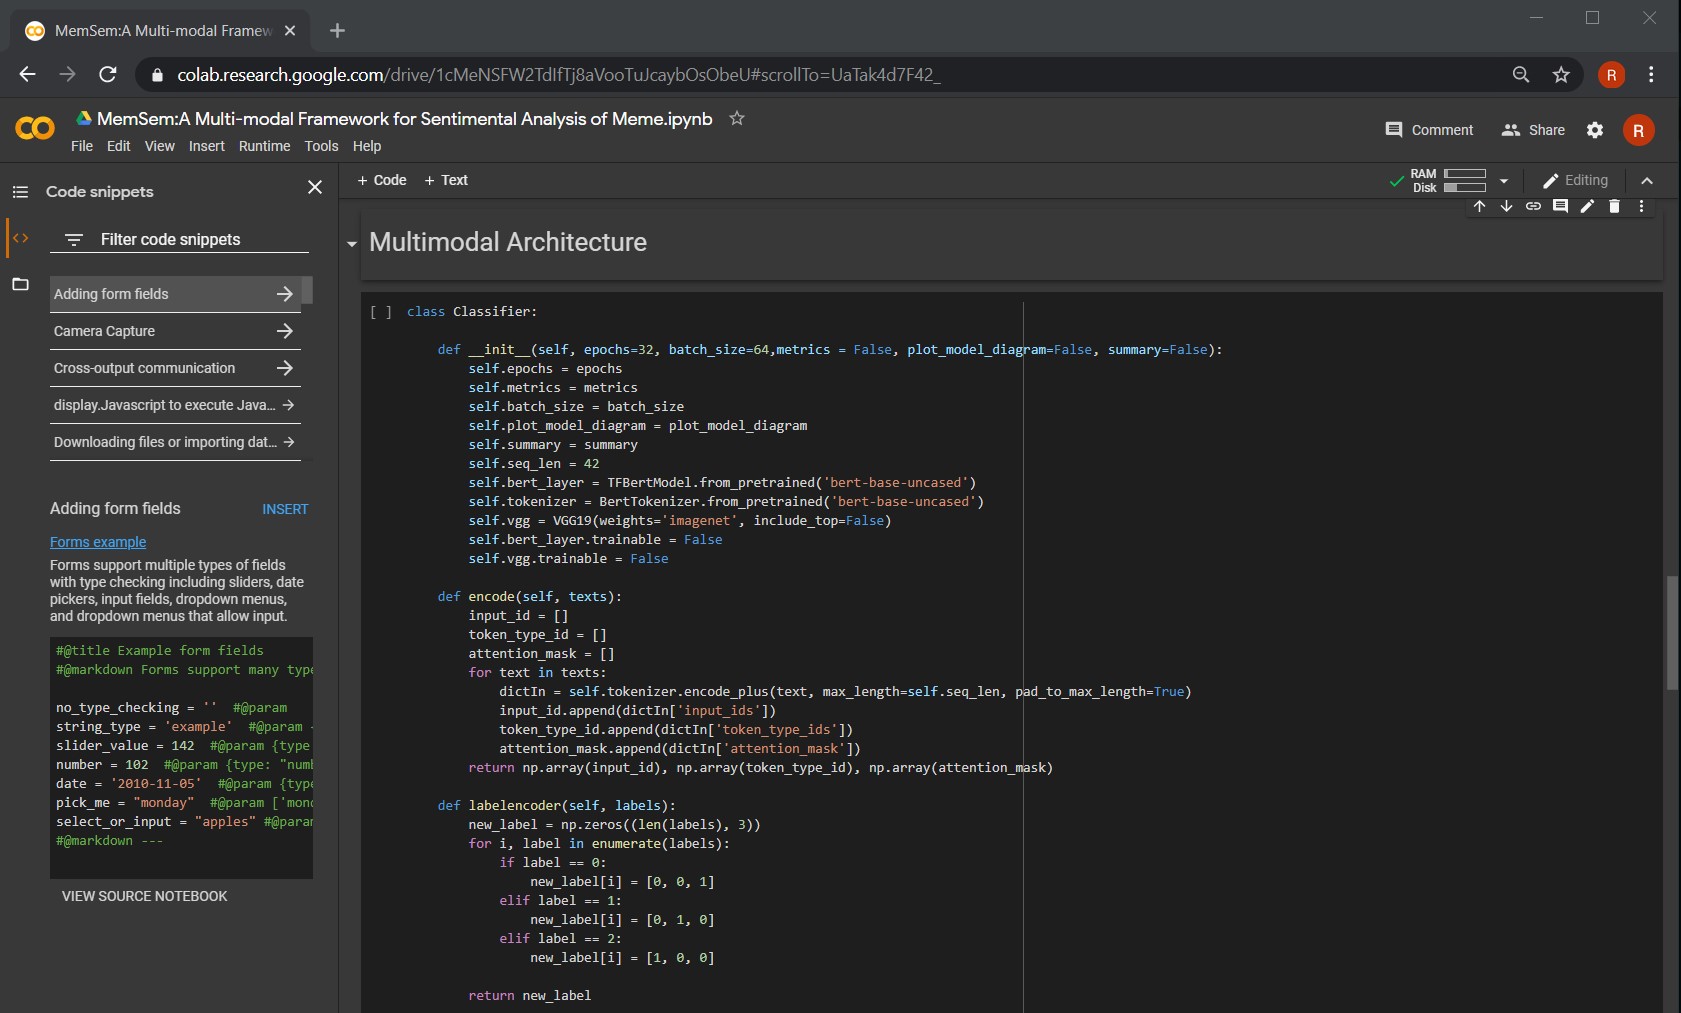 MemSem:A Multi-modal Framew
colab.research.google.com/drive/1cMeNSFW2TdIfTj8aVooTuJcaybOsObeU#scrollTo=UaTak4d7F42_
R
MemSem:A Multi-modal Framework for Sentimental Analysis of Meme.ipynb
Comment
Share
R
File Edit View Insert Runtime Tools Help
Code snippets
+ Code + Text
RAM
Disk
Editing
Filter code snippets
Adding form fields
Camera Capture
Cross-output communication
display.Javascript to execute Java...
Downloading files or importing dat...
Adding form fields
INSERT
Forms example
Forms support multiple types of fields
with type checking including sliders, date
pickers, input fields, dropdown menus,
and dropdown menus that allow input.
#@title Example form fields
#@markdown Forms support many type
no_type_checking = '' #@param
string_type = 'example' #@param
slider_value = 142 #@param {type
number = 102 #@param {type: "numb
date = '2010-11-05' #@param {type
pick_me = "monday" #@param ['mond
select_or_input = "apples" #@param
#@markdown ---
VIEW SOURCE NOTEBOOK
Multimodal Architecture
[ ] class Classifier:
def __init__(self, epochs=32, batch_size=64,metrics = False, plot_model_diagram=False, summary=False):
self.epochs = epochs
self.metrics = metrics
self.batch_size = batch_size
self.plot_model_diagram = plot_model_diagram
self.summary = summary
self.seq_len = 42
self.bert_layer = TFBertModel.from_pretrained('bert-base-uncased')
self.tokenizer = BertTokenizer.from_pretrained('bert-base-uncased')
self.vgg = VGG19(weights='imagenet', include_top=False)
self.bert_layer.trainable = False
self.vgg.trainable = False
def encode(self, texts):
input_id = []
token_type_id = []
attention_mask = []
for text in texts:
dictIn = self.tokenizer.encode_plus(text, max_length=self.seq_len, pad_to_max_length=True)
input_id.append(dictIn['input_ids'])
token_type_id.append(dictIn['token_type_ids'])
attention_mask.append(dictIn['attention_mask'])
return np.array(input_id), np.array(token_type_id), np.array(attention_mask)
def labelencoder(self, labels):
new_label = np.zeros((len(labels), 3))
for i, label in enumerate(labels):
if label == 0:
new_label[i] = [0, 0, 1]
elif label == 1:
new_label[i] = [0, 1, 0]
elif label == 2:
new_label[i] = [1, 0, 0]
return new_label